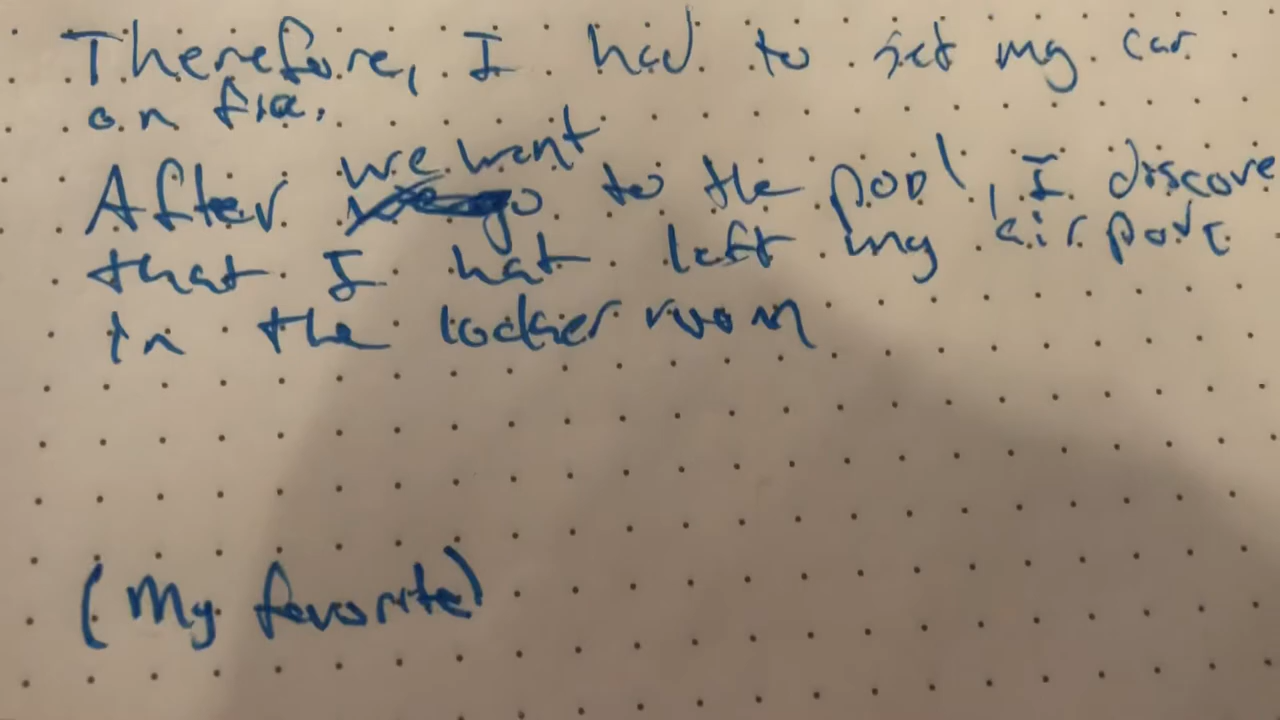 Therefore, I had to set my car
on fire.
we went
After go to the pool, I discove
that I hat left my airpods
in the locker room
(My favorite)